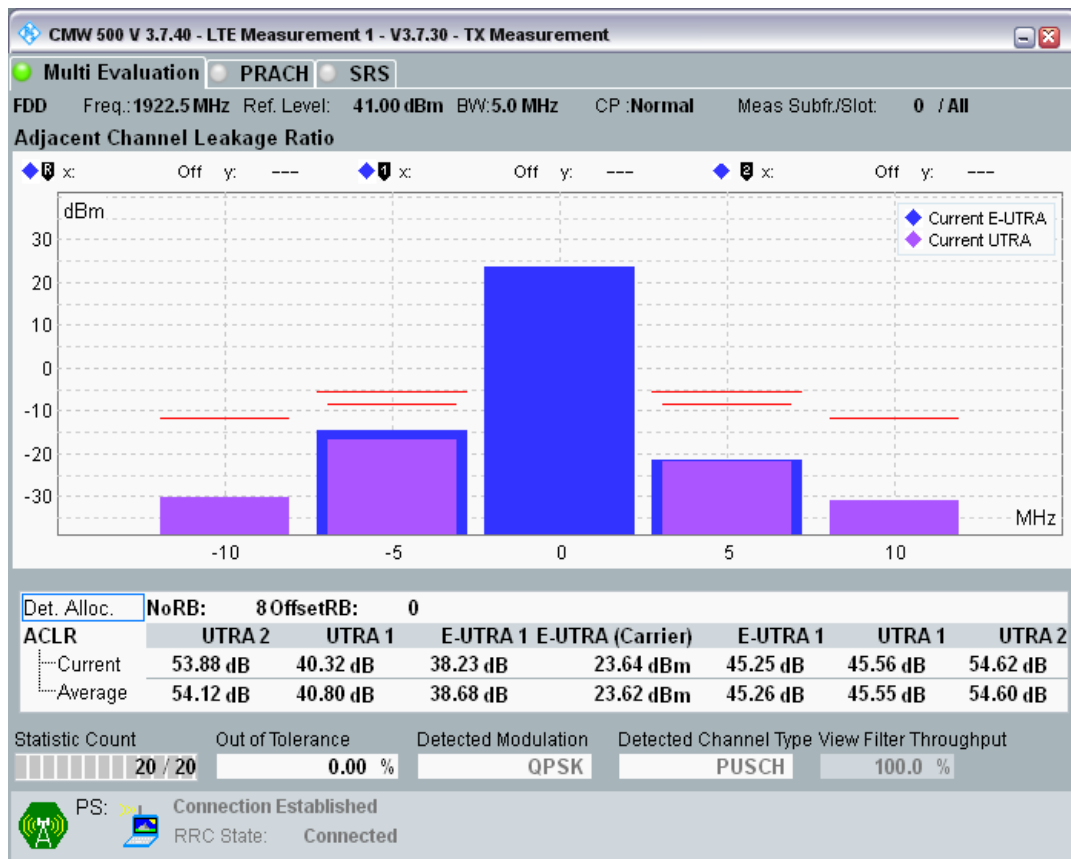 CMW 500 V 3.7.40 - LTE Measurement 1 - V3.7.30 - TX Measurement
Multi Evaluation PRACH SRS
FDD Freq.:1922.5 MHz Ref. Level: 41.00 dBm BW:5.0 MHz CP :Normal Meas Subfr./Slot: 0 / All
Adjacent Channel Leakage Ratio
R x: Off y: --- 1 x: Off y: --- 2 x: Off y: ---
dBm
Current E-UTRA
Current UTRA
30
20
10
0
-10
-20
-30
MHz
-10 -5 0 5 10
Det. Alloc. NoRB: 8 OffsetRB: 0
ACLR UTRA 2 UTRA 1 E-UTRA 1 E-UTRA (Carrier) E-UTRA 1 UTRA 1 UTRA 2
Current 53.88 dB 40.32 dB 38.23 dB 23.64 dBm 45.25 dB 45.56 dB 54.62 dB
Average 54.12 dB 40.80 dB 38.68 dB 23.62 dBm 45.26 dB 45.55 dB 54.60 dB
Statistic Count Out of Tolerance Detected Modulation Detected Channel Type View Filter Throughput
20 / 20 0.00 % QPSK PUSCH 100.0 %
PS: Connection Established
RRC State: Connected